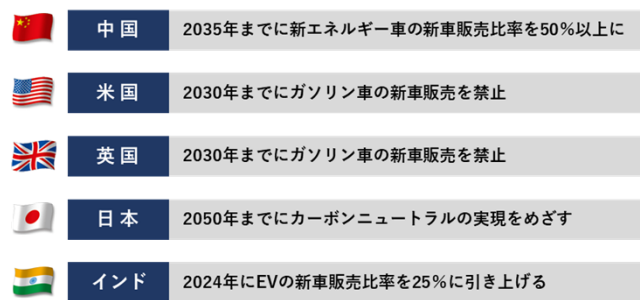 中国 2035年までに新エネルギー車の新車販売比率を50%以上に
米国 2030年までにガソリン車の新車販売を禁止
英国 2030年までにガソリン車の新車販売を禁止
日本 2050年までにカーボンニュートラルの実現をめざす
インド 2024年にEVの新車販売比率を25%に引き上げる